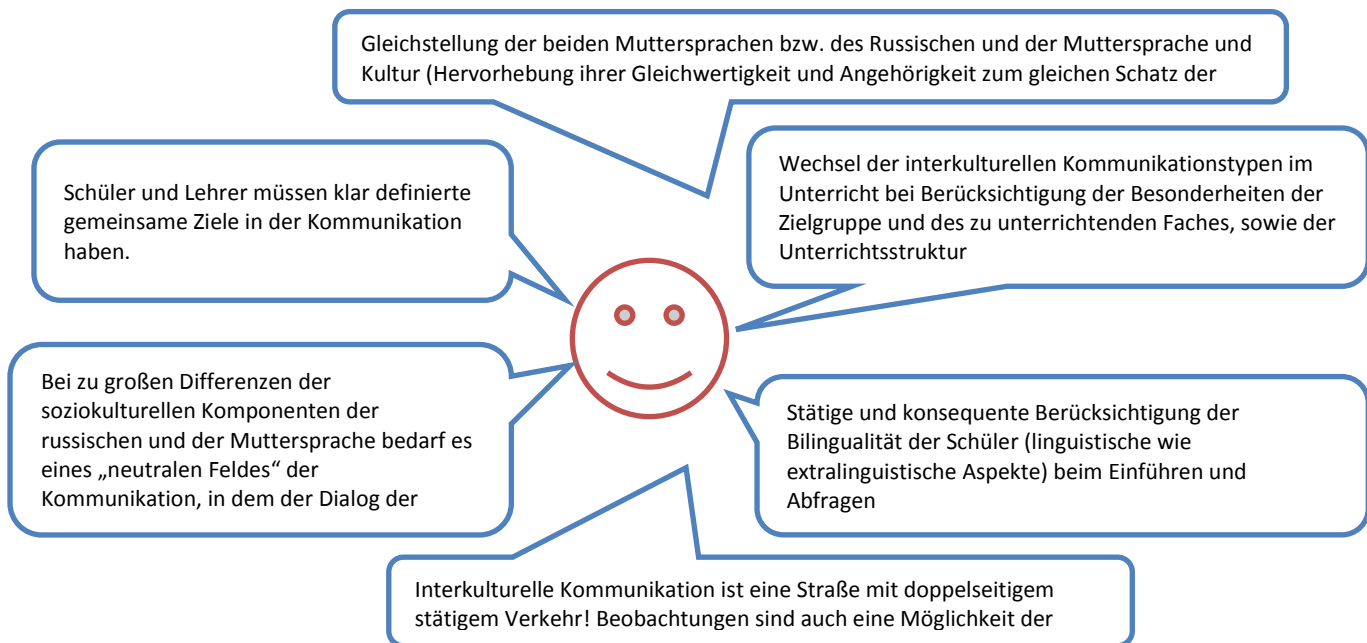 Gleichstellung der beiden Muttersprachen bzw. des Russischen und der Muttersprache und
Kultur (Hervorhebung ihrer Gleichwertigkeit und Angehörigkeit zum gleichen Schatz der
Schüler und Lehrer müssen klar definierte
gemeinsame Ziele in der Kommunikation
haben.
Wechsel der interkulturellen Kommunikationstypen im
Unterricht bei Berücksichtigung der Besonderheiten der
Zielgruppe und des zu unterrichtenden Faches, sowie der
Unterrichtsstruktur
Bei zu großen Differenzen der
soziokulturellen Komponenten der
russischen und der Muttersprache bedarf es
eines „neutralen Feldes“ der
Kommunikation, in dem der Dialog der
Stätige und konsequente Berücksichtigung der
Bilingualität der Schüler (linguistische wie
extralinguistische Aspekte) beim Einführen und
Abfragen
Interkulturelle Kommunikation ist eine Straße mit doppelseitigem
stätigem Verkehr! Beobachtungen sind auch eine Möglichkeit der